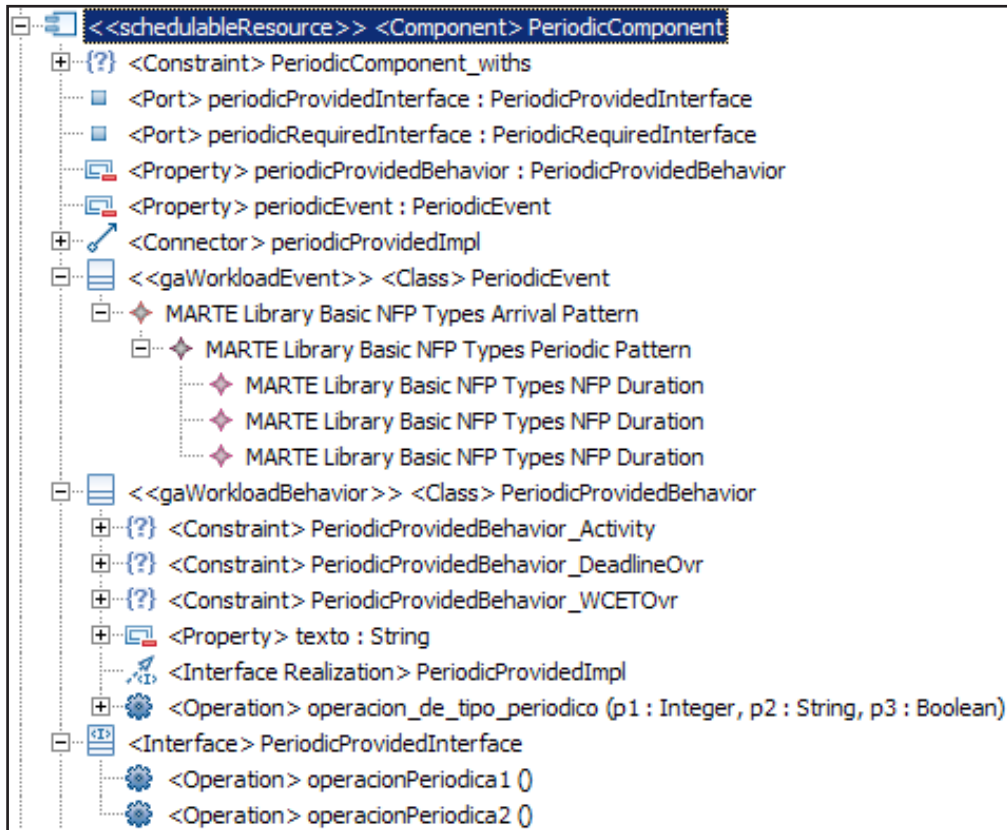 <<schedulableResource>> <Component> PeriodicComponent
{?} <Constraint> PeriodicComponent_withs
<Port> periodicProvidedInterface : PeriodicProvidedInterface
<Port> periodicRequiredInterface : PeriodicRequiredInterface
<Property> periodicProvidedBehavior : PeriodicProvidedBehavior
<Property> periodicEvent : PeriodicEvent
<Connector> periodicProvidedImpl
<<gaWorkloadEvent>> <Class> PeriodicEvent
MARTE Library Basic NFP Types Arrival Pattern
MARTE Library Basic NFP Types Periodic Pattern
MARTE Library Basic NFP Types NFP Duration
MARTE Library Basic NFP Types NFP Duration
MARTE Library Basic NFP Types NFP Duration
<<gaWorkloadBehavior>> <Class> PeriodicProvidedBehavior
{?} <Constraint> PeriodicProvidedBehavior_Activity
{?} <Constraint> PeriodicProvidedBehavior_DeadlineOvr
{?} <Constraint> PeriodicProvidedBehavior_WCETOvr
<Property> texto : String
<I> <Interface Realization> PeriodicProvidedImpl
<Operation> operacion_de_tipo_periodico (p1 : Integer, p2 : String, p3 : Boolean)
<I> <Interface> PeriodicProvidedInterface
<Operation> operacionPeriodica1 ()
<Operation> operacionPeriodica2 ()